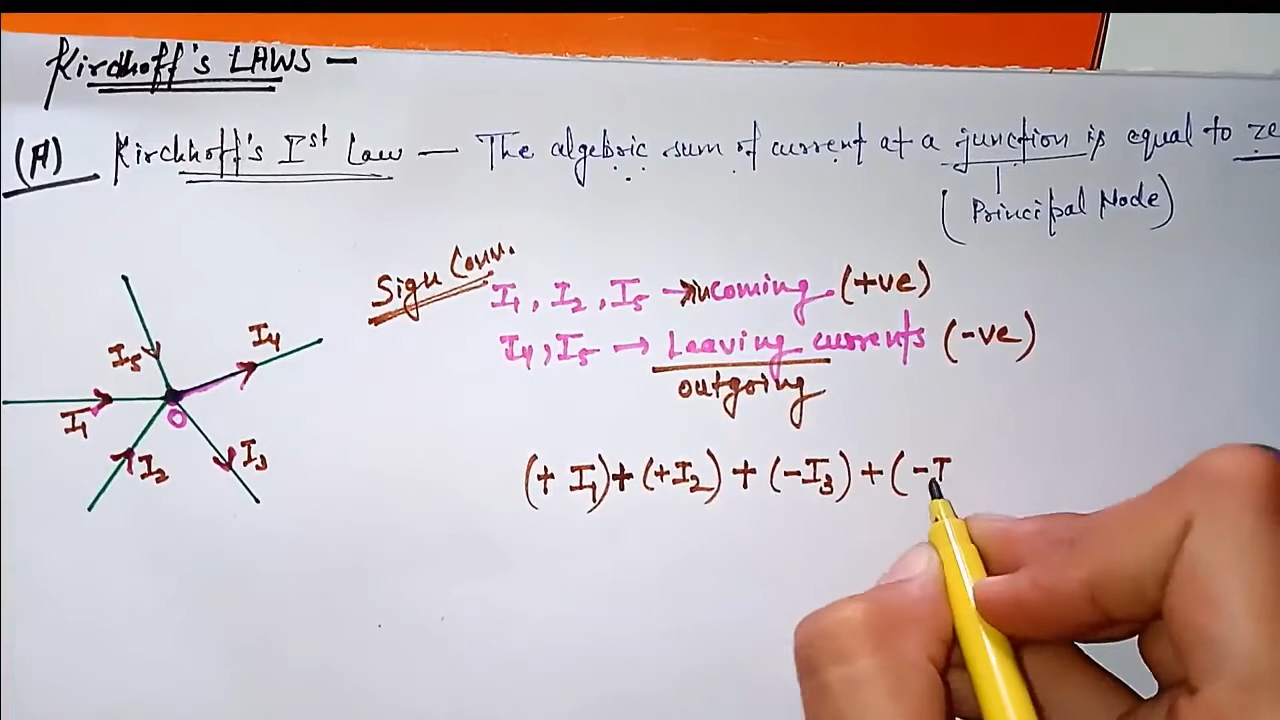 Kirchoff's LAWS —
(A) Kirchhoff's Ist Law — The algebric sum of current at a junction is equal to ze
(Principal Node)
Sign Conv.
I1, I2, I5 → incoming (+ve)
I4, I5 → Leaving currents (-ve)
outgoing
I5
I4
I1
O
I2
I3
(+ I1) + (+I2) + (-I3) + (-I